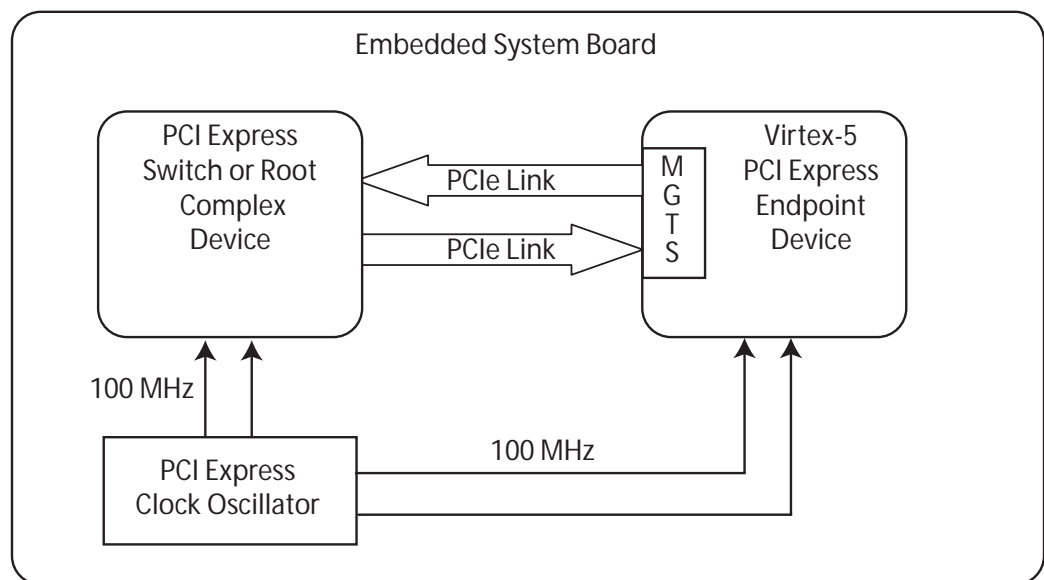 Embedded System Board
PCI Express
Switch or Root
Complex
Device
PCIe Link
PCIe Link
M
G
T
S
Virtex-5
PCI Express
Endpoint
Device
100 MHz
100 MHz
PCI Express
Clock Oscillator